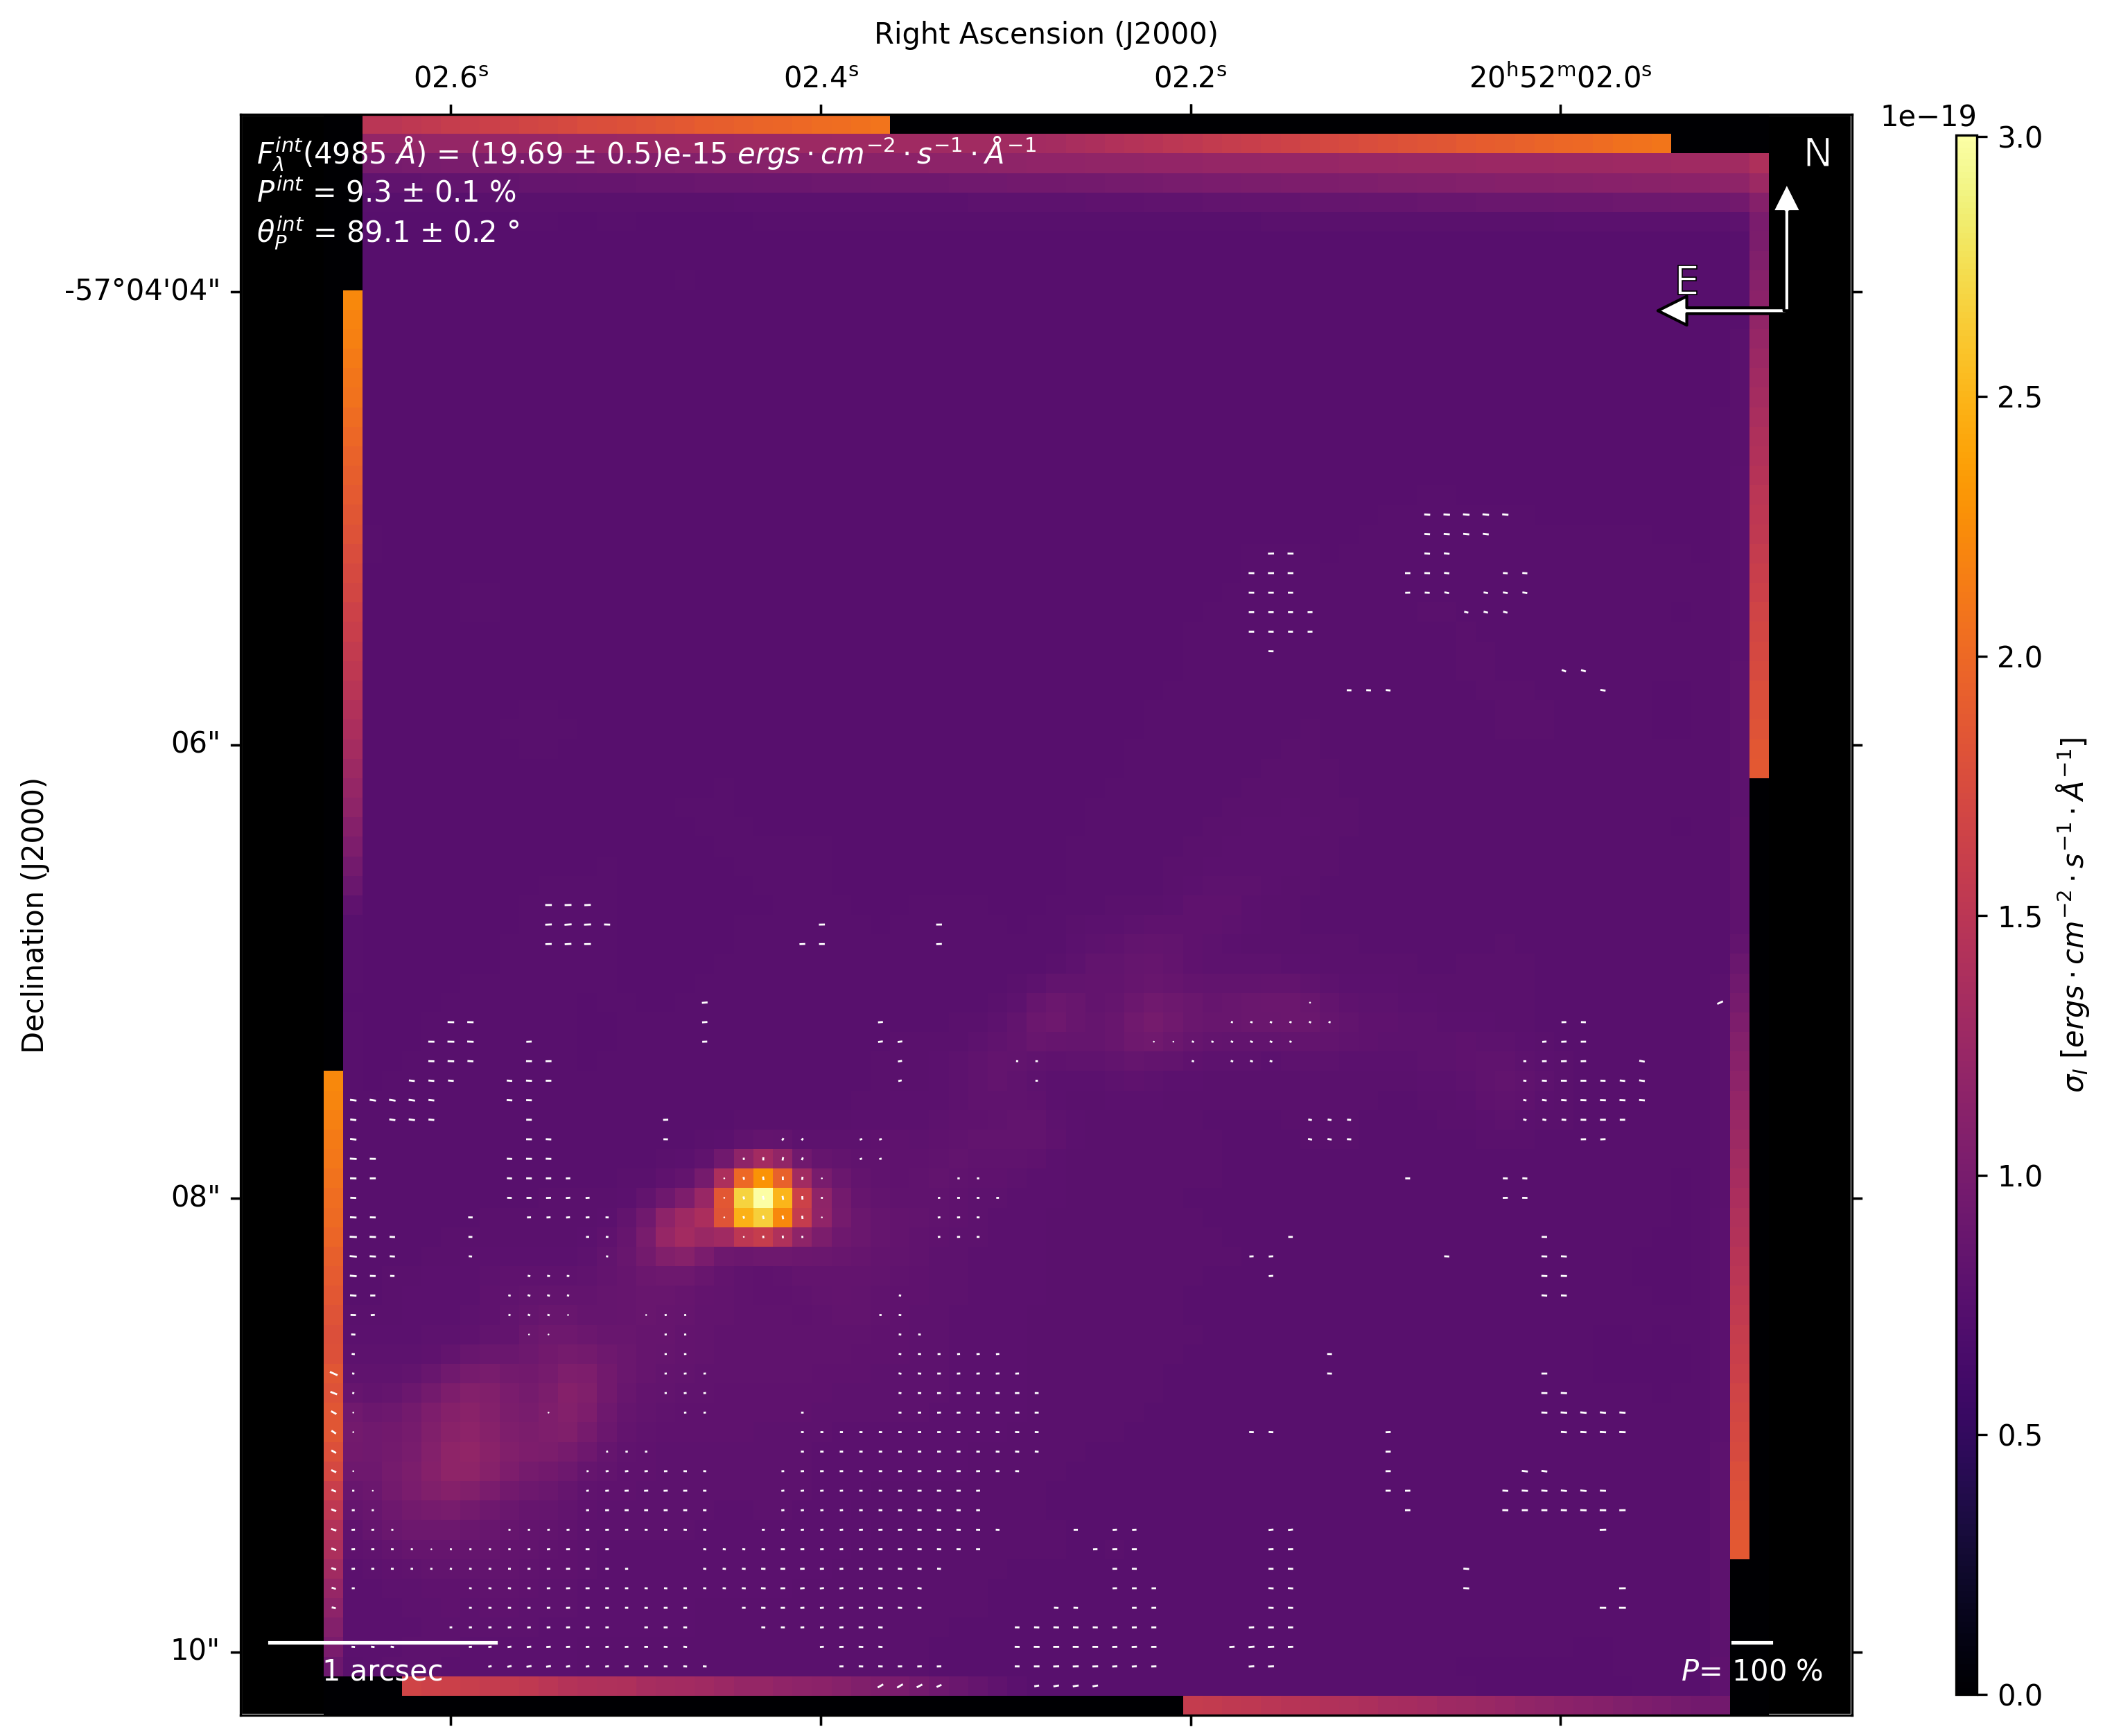 Right Ascension (J2000)
02.6ˢ 02.4ˢ 02.2ˢ 20ʰ52ᵐ02.0ˢ
1e−19
F_λ^int(4985 Å) = (19.69 ± 0.5)e-15 ergs · cm⁻² · s⁻¹ · Å⁻¹
P^int = 9.3 ± 0.1 %
θ_P^int = 89.1 ± 0.2 °
N
E
-57°04'04"
06"
08"
10"
Declination (J2000)
1 arcsec
P= 100 %
3.0
2.5
2.0
1.5
1.0
0.5
0.0
σ_I [ergs · cm⁻² · s⁻¹ · Å⁻¹]